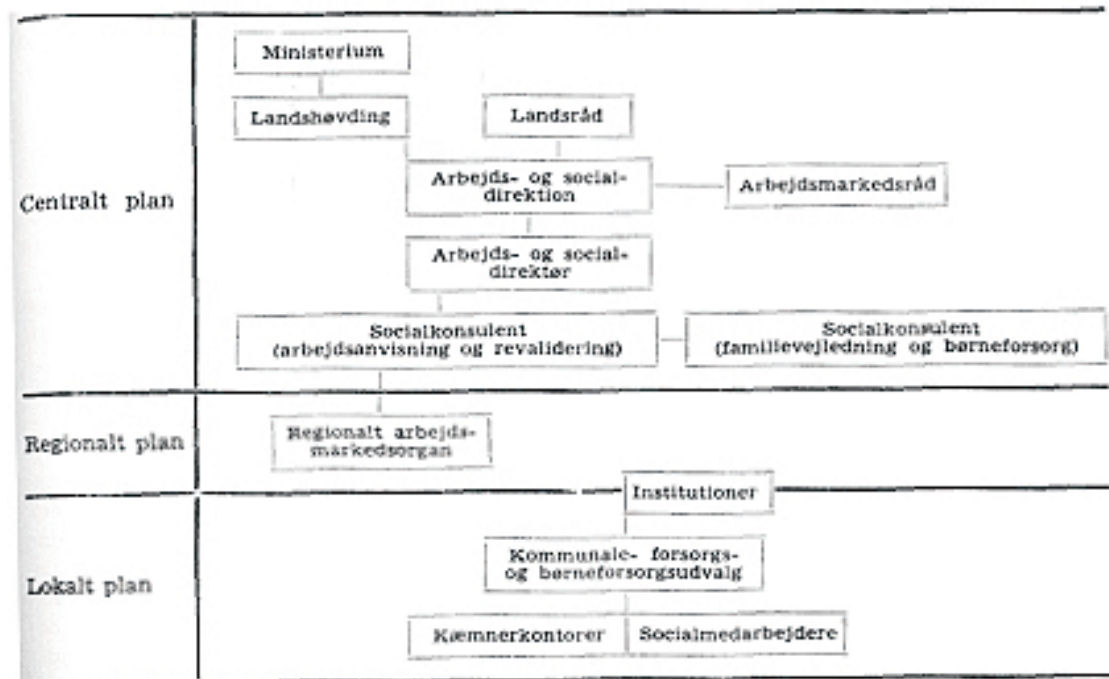 Centralt plan
Ministerium
Landshøvding
Landsråd
Arbejds- og social-
direktion
Arbejdsmarkedsråd
Arbejds- og social-
direktør
Socialkonsulent
(arbejdsanvisning og revalidering)
Socialkonsulent
(familievejledning og børneforsorg)
Regionalt plan
Regionalt arbejds-
markedsorgan
Lokalt plan
Institutioner
Kommunale- forsorgs-
og børneforsorgsudvalg
Kæmnerkontorer
Socialmedarbejdere